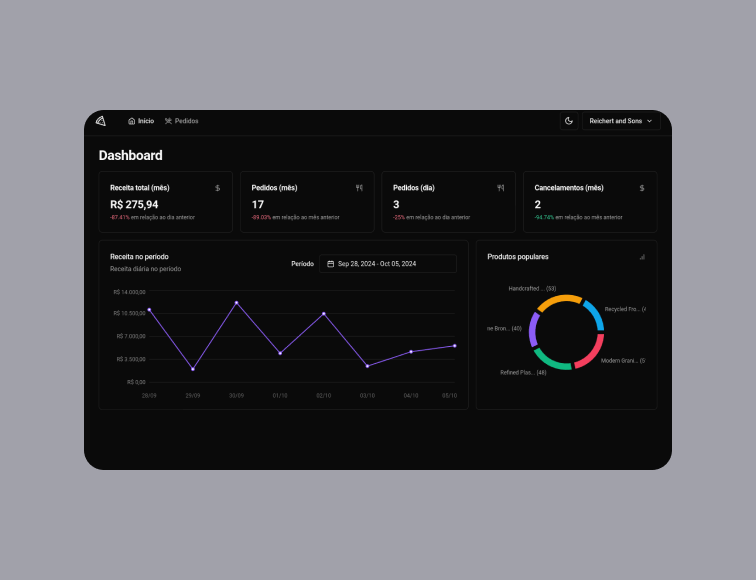 Início
Pedidos
Reichert and Sons
Dashboard
Receita total (mês)
R$ 275,94
-87.41% em relação ao dia anterior
Pedidos (mês)
17
-89.03% em relação ao mês anterior
Pedidos (dia)
3
-25% em relação ao dia anterior
Cancelamentos (mês)
2
-94.74% em relação ao mês anterior
Receita no período
Receita diária no período
Período
Sep 28, 2024 - Oct 05, 2024
R$ 14.000,00
R$ 10.500,00
R$ 7.000,00
R$ 3.500,00
R$ 0,00
28/09
29/09
30/09
01/10
02/10
03/10
04/10
05/10
Produtos populares
Handcrafted ... (53)
Recycled Fro... (4
ne Bron... (40)
Modern Grani... (5
Refined Plas... (46)